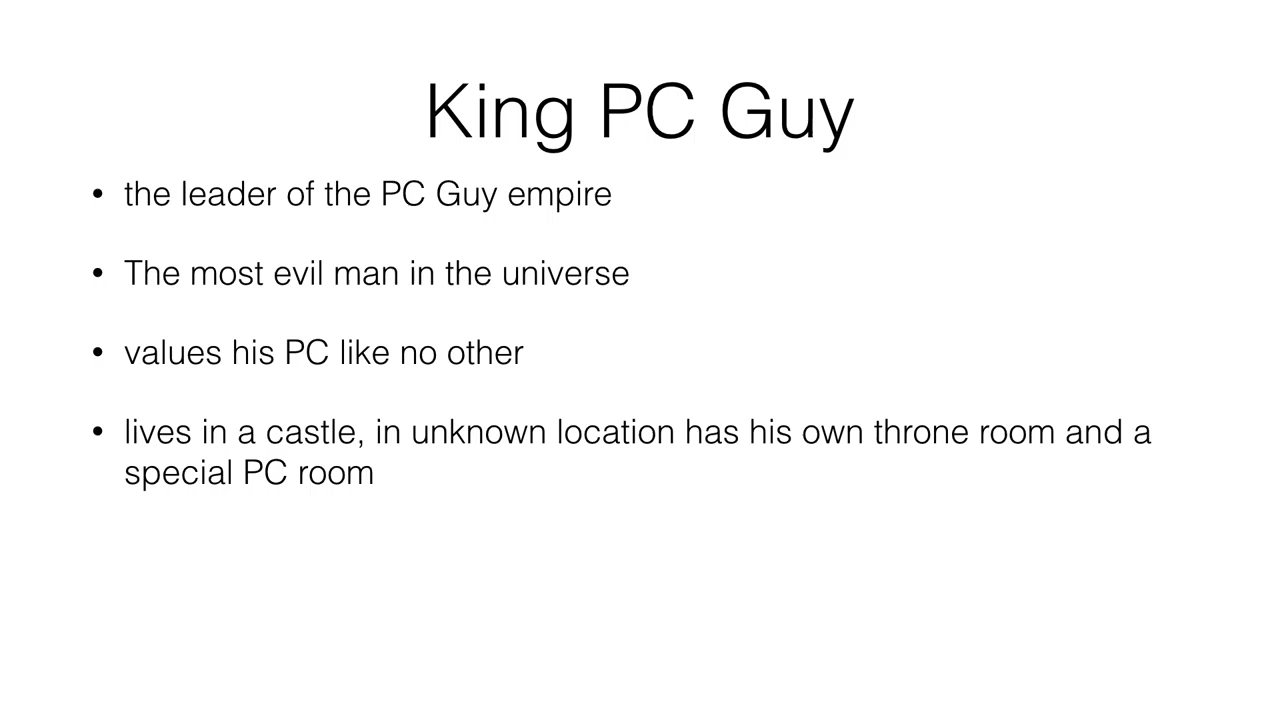 King PC Guy
• the leader of the PC Guy empire
• The most evil man in the universe
• values his PC like no other
• lives in a castle, in unknown location has his own throne room and a
special PC room